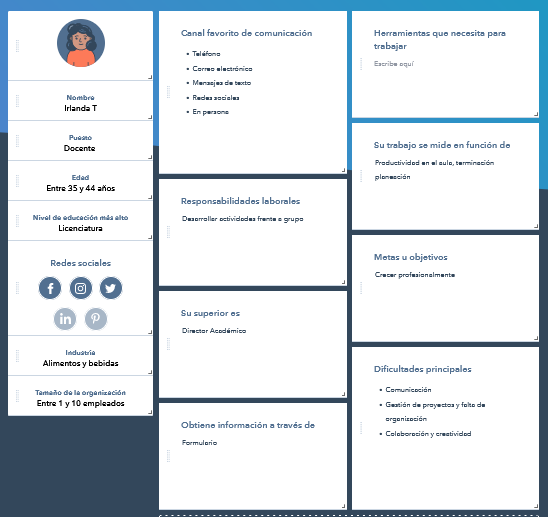 Nombre
Irlanda T
Puesto
Docente
Edad
Entre 35 y 44 años
Nivel de educación más alto
Licenciatura
Redes sociales
Industria
Alimentos y bebidas
Tamaño de la organización
Entre 1 y 10 empleados
Canal favorito de comunicación
• Teléfono
• Correo electrónico
• Mensajes de texto
• Redes sociales
• En persona
Responsabilidades laborales
Desarrollar actividades frente a grupo
Su superior es
Director Académico
Obtiene información a través de
Formulario
Herramientas que necesita para
trabajar
Escribe aquí
Su trabajo se mide en función de
Productividad en el aula, terminación
planeación
Metas u objetivos
Crecer profesionalmente
Dificultades principales
• Comunicación
• Gestión de proyectos y falta de
organización
• Colaboración y creatividad